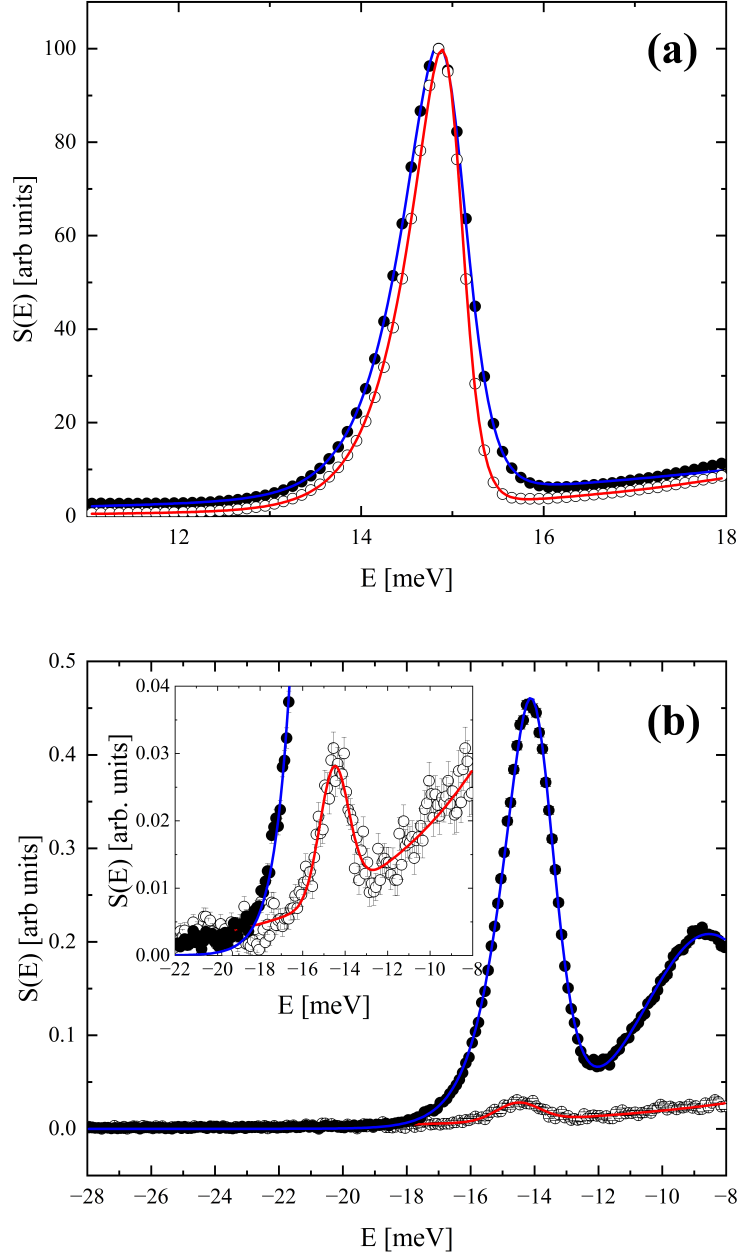 (a)
100
80
60
40
20
0
S(E) [arb units]
12 14 16 18
E [meV]
(b)
0.5
0.4
0.3
0.2
0.1
0.0
S(E) [arb units]
0.04
0.03
0.02
0.01
0.00
S(E) [arb. units]
−22 −20 −18 −16 −14 −12 −10 −8
E [meV]
−28 −26 −24 −22 −20 −18 −16 −14 −12 −10 −8
E [meV]